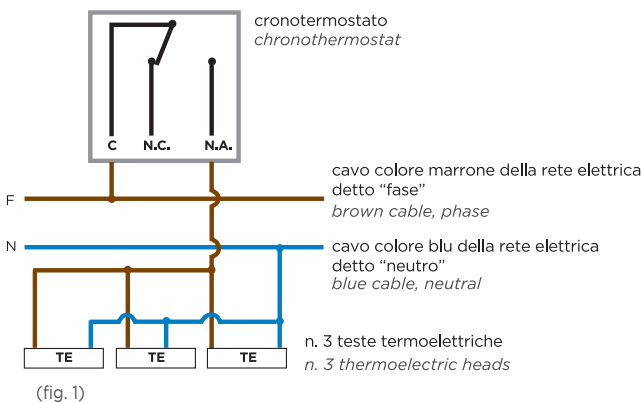 cronotermostato
chronothermostat
C N.C. N.A.
F
cavo colore marrone della rete elettrica
detto “fase”
brown cable, phase
N
cavo colore blu della rete elettrica
detto “neutro”
blue cable, neutral
TE TE TE
n. 3 teste termoelettriche
n. 3 thermoelectric heads
(fig. 1)